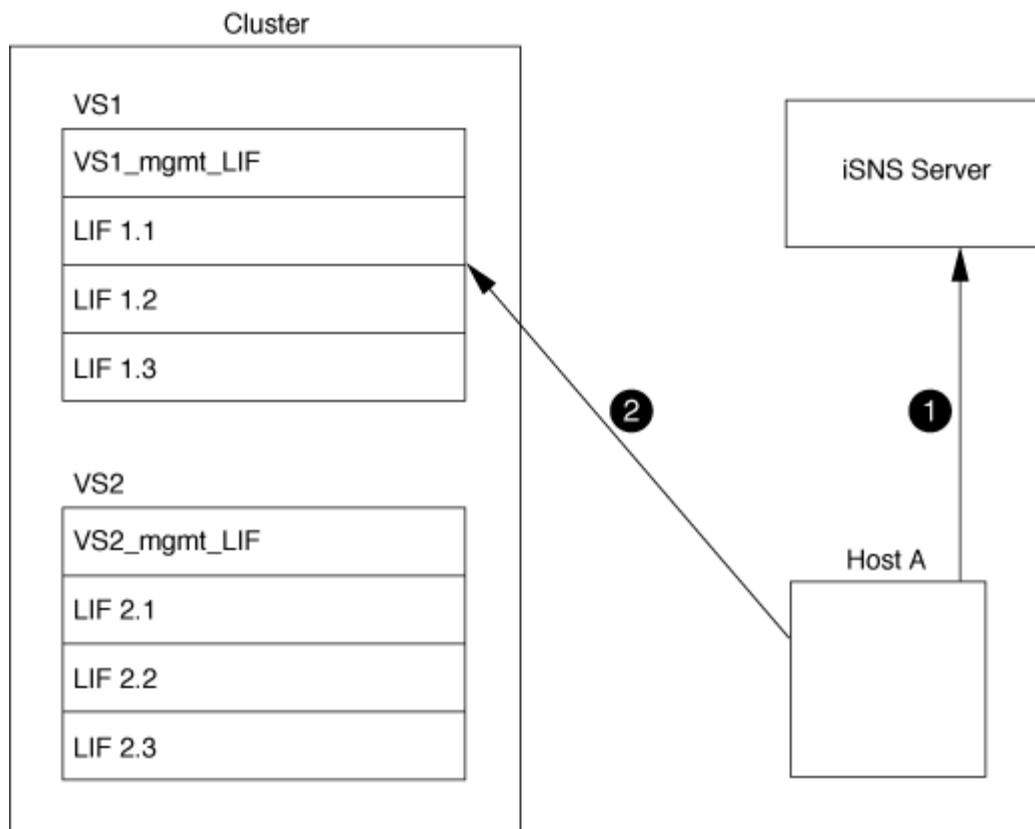 Cluster
VS1
VS1_mgmt_LIF
LIF 1.1
LIF 1.2
LIF 1.3
VS2
VS2_mgmt_LIF
LIF 2.1
LIF 2.2
LIF 2.3
iSNS Server
2
1
Host A